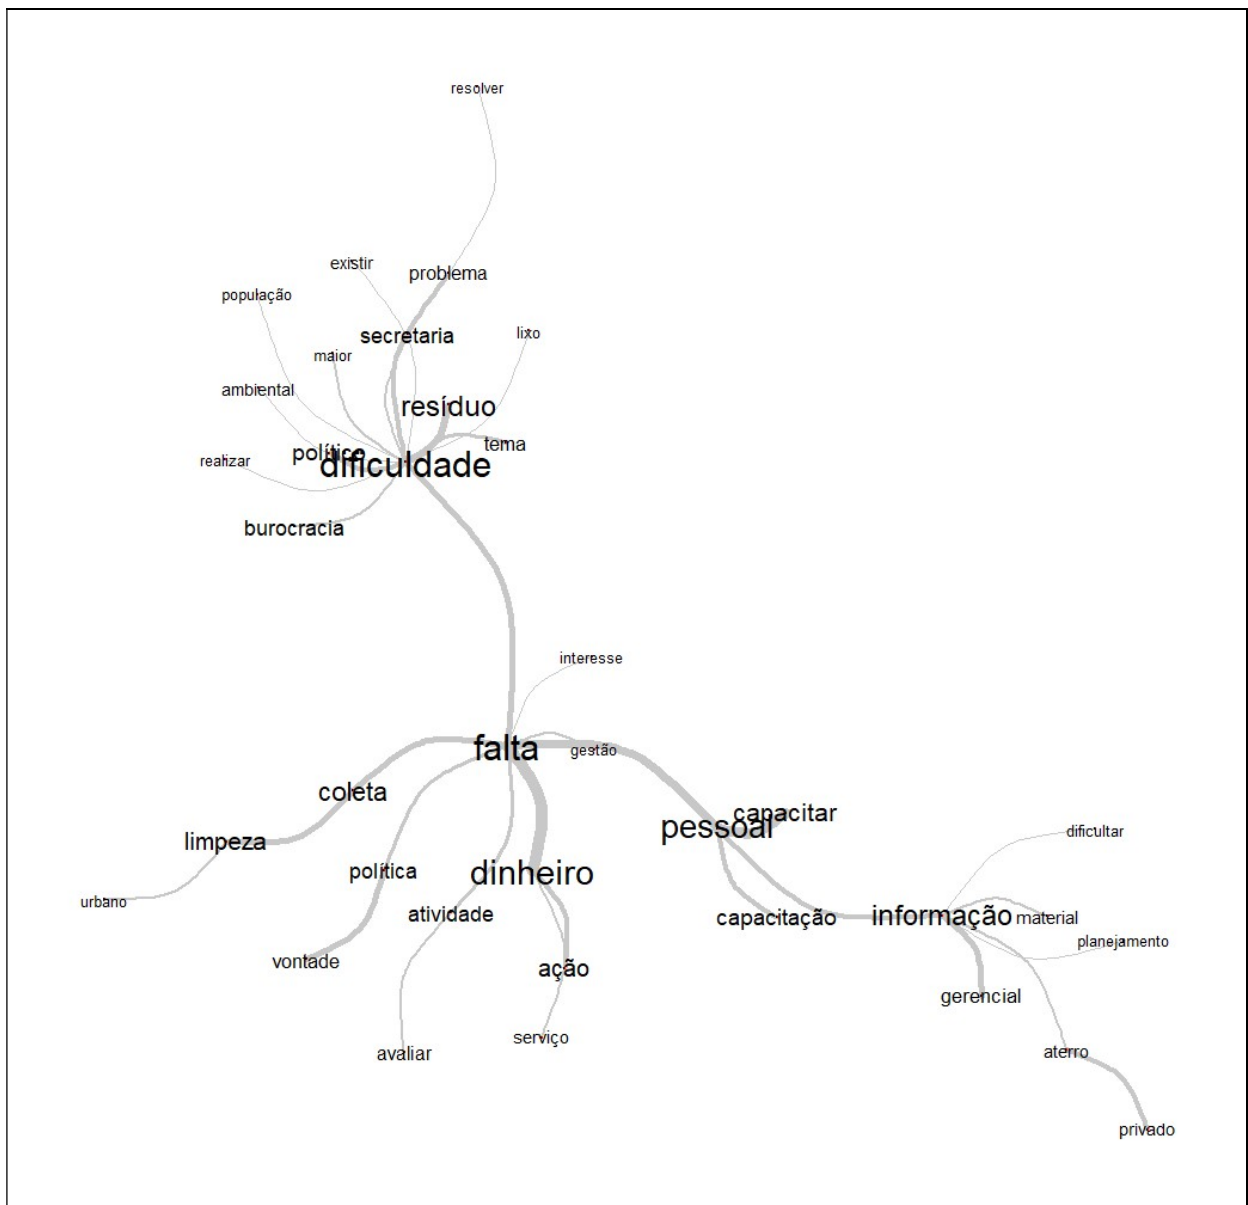 resolver
existir
problema
população
secretaria
lixo
maior
ambiental
resíduo
tema
político
realizar
dificuldade
burocracia
interesse
falta
gestão
coleta
capacitar
pessoal
dificultar
limpeza
política
dinheiro
urbano
atividade
capacitação
informação
material
planejamento
vontade
ação
gerencial
serviço
avaliar
aterro
privado